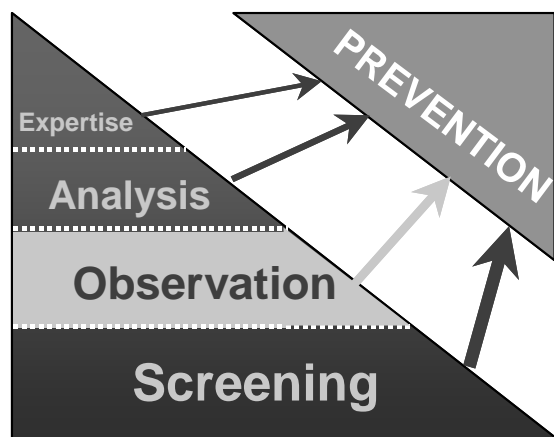 PREVENTION
Expertise
Analysis
Observation
Screening